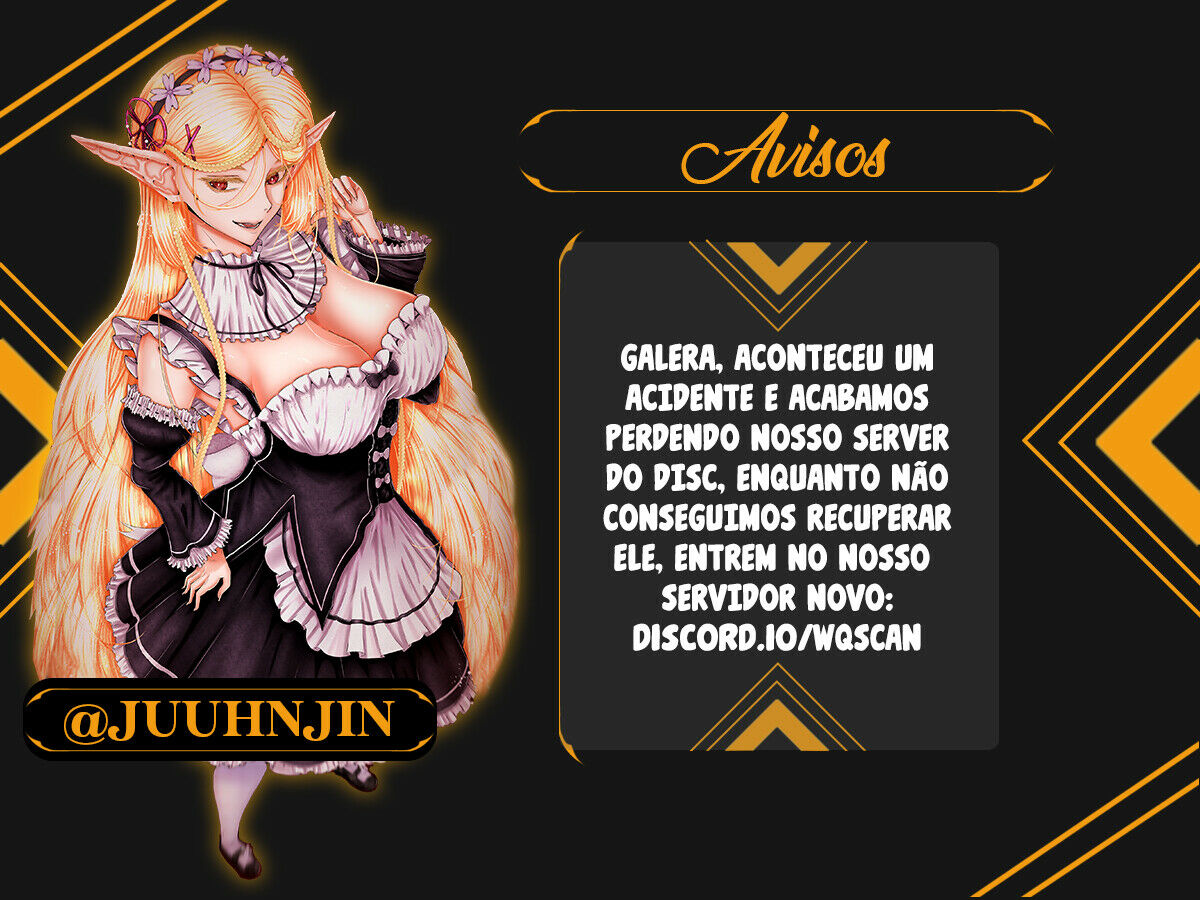 Avisos
GALERA, ACONTECEU UM
ACIDENTE E ACABAMOS
PERDENDO NOSSO SERVER
DO DISC, ENQUANTO NÃO
CONSEGUIMOS RECUPERAR
ELE, ENTREM NO NOSSO
SERVIDOR NOVO:
DISCORD.IO/WQSCAN
@JUUHNJIN